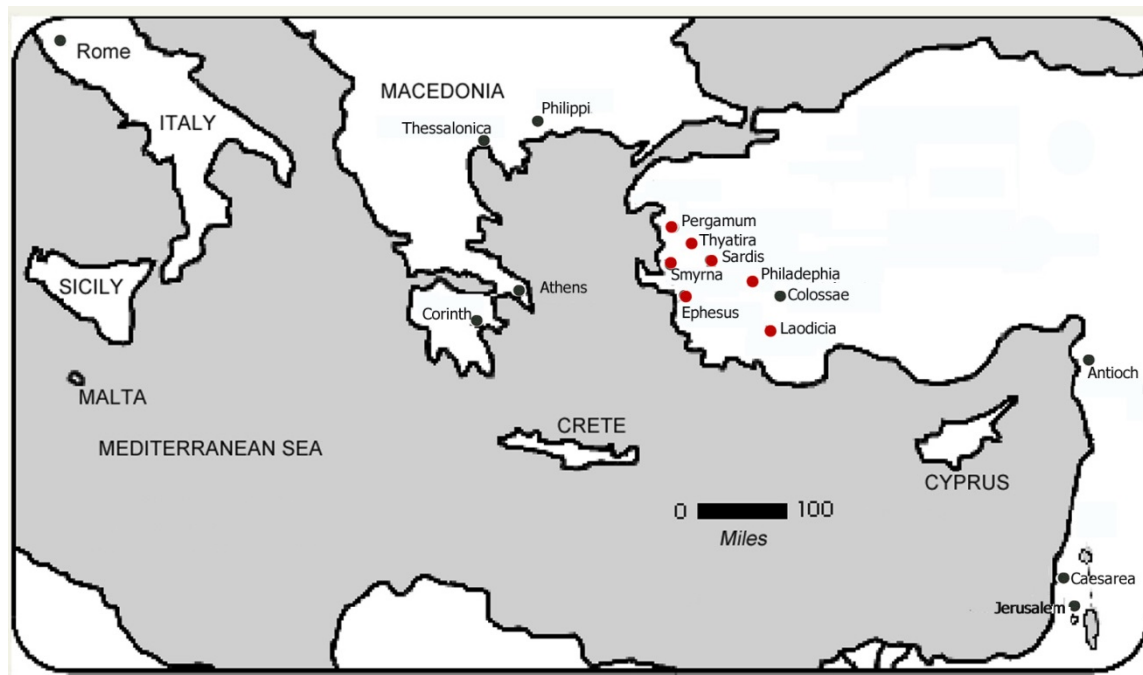 Rome
ITALY
MACEDONIA
Philippi
Thessalonica
Pergamum
Thyatira
Sardis
Smyrna
Philadephia
Colossae
Ephesus
Laodicia
SICILY
Athens
Corinth
MALTA
Antioch
MEDITERRANEAN SEA
CRETE
CYPRUS
0 100
Miles
Caesarea
Jerusalem